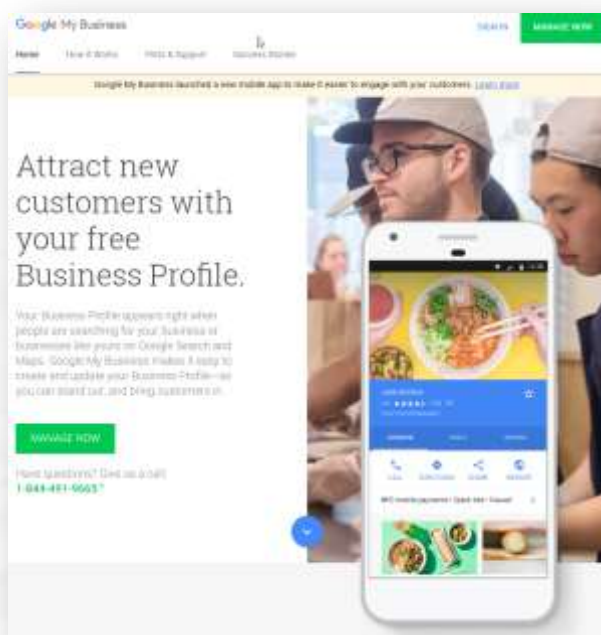 Google My Business
SIGN IN
MANAGE NOW
Home
How It Works
FAQs & Support
Success Stories
Google My Business launched a new mobile app to make it easier to engage with your customers. Learn more
Attract new
customers with
your free
Business Profile.
Your Business Profile appears right when
people are searching for your business or
businesses like yours on Google Search and
Maps. Google My Business makes it easy to
create and update your Business Profile—so
you can stand out, and bring customers in.
MANAGE NOW
Have questions? Give us a call
1-844-491-9665*
CALL
DIRECTIONS
SHARE
WEBSITE